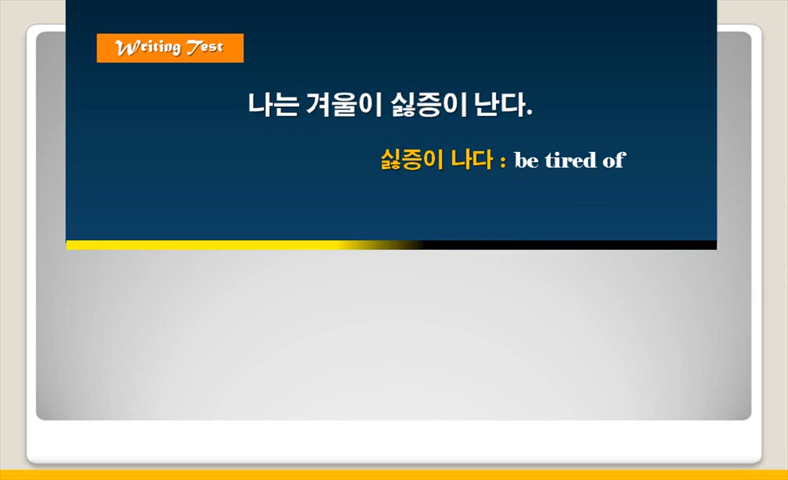 Writing Test
나는 겨울이 싫증이 난다.
싫증이 나다 : be tired of